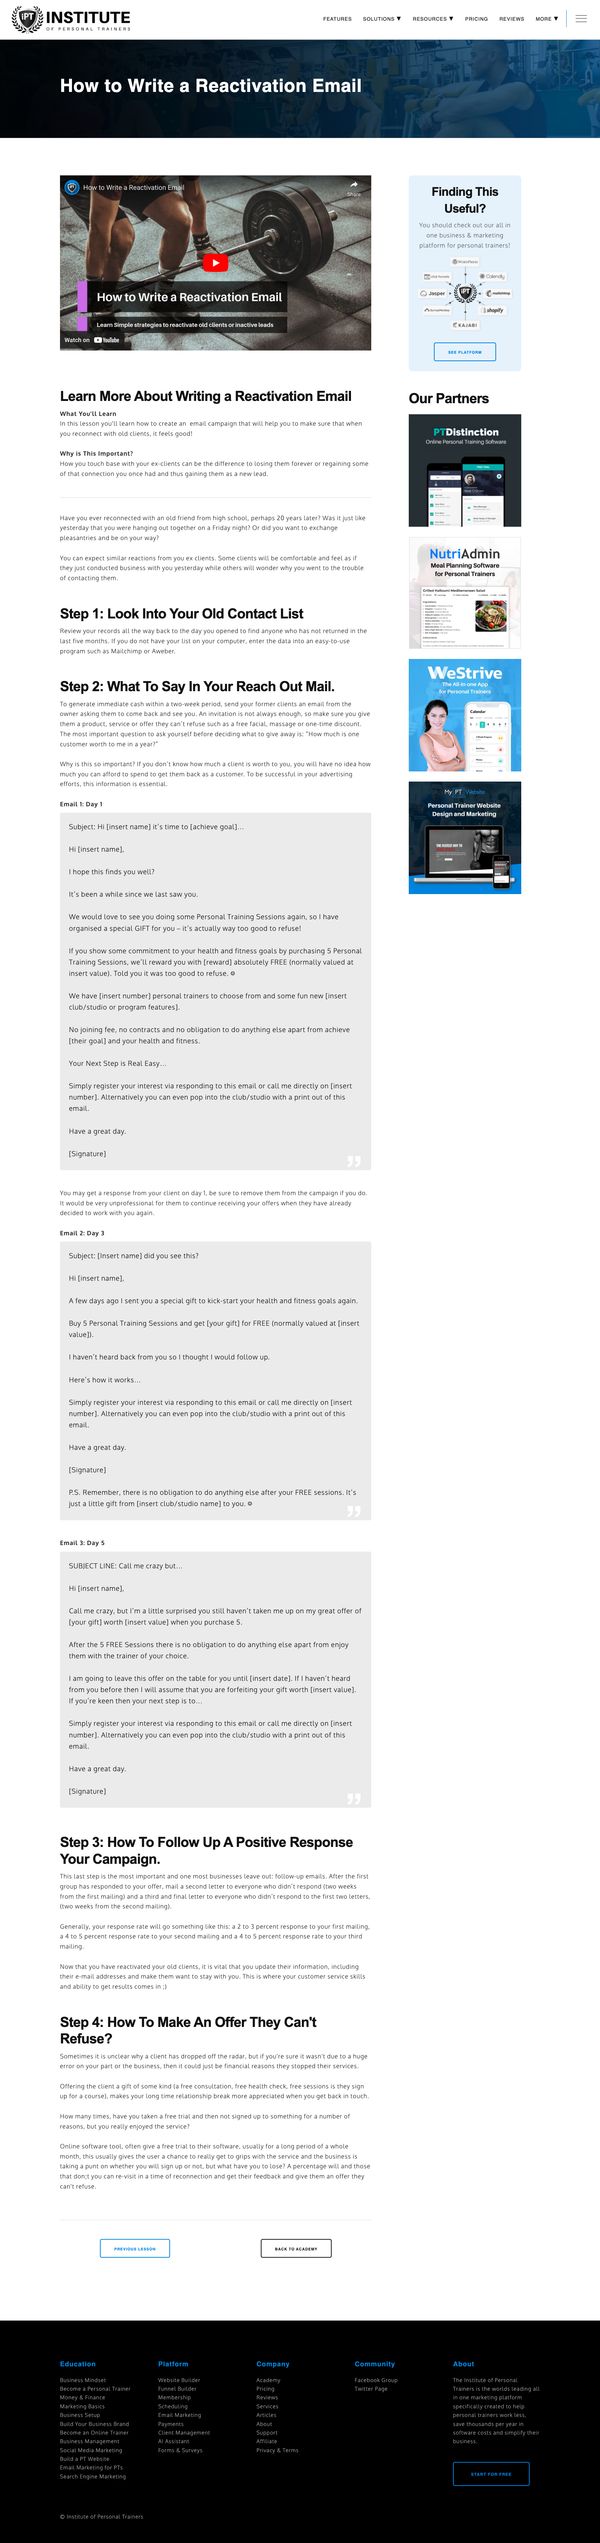 IPT INSTITUTE
OF PERSONAL TRAINERS
FEATURES SOLUTIONS ▼ RESOURCES ▼ PRICING REVIEWS MORE ▼
How to Write a Reactivation Email
How to Write a Reactivation Email
Share
How to Write a Reactivation Email
Learn Simple strategies to reactivate old clients or inactive leads
Watch on YouTube
Finding This
Useful?
You should check out our all in
one business & marketing
platform for personal trainers!
Calendly
Jasper
mailchimp
shopify
KAJABI
SEE PLATFORM
Our Partners
PTDistinction
Online Personal Training Software
NutriAdmin
Meal Planning Software
for Personal Trainers
Grilled Halloumi Mediterranean Salad
WeStrive
The All-in-one App
for Personal Trainers
Calendar
My PT Website
Personal Trainer Website
Design and Marketing
Learn More About Writing a Reactivation Email
What You'll Learn
In this lesson you'll learn how to create an email campaign that will help you to make sure that when
you reconnect with old clients, it feels good!
Why is This Important?
How you touch base with your ex-clients can be the difference to losing them forever or regaining some
of that connection you once had and thus gaining them as a new lead.
Have you ever reconnected with an old friend from high school, perhaps 20 years later? Was it just like
yesterday that you were hanging out together on a Friday night? Or did you want to exchange
pleasantries and be on your way?
You can expect similar reactions from you ex clients. Some clients will be comfortable and feel as if
they just conducted business with you yesterday while others will wonder why you went to the trouble
of contacting them.
Step 1: Look Into Your Old Contact List
Review your records all the way back to the day you opened to find anyone who has not returned in the
last five months. If you do not have your list on your computer, enter the data into an easy-to-use
program such as Mailchimp or Aweber.
Step 2: What To Say In Your Reach Out Mail.
To generate immediate cash within a two-week period, send your former clients an email from the
owner asking them to come back and see you. An invitation is not always enough, so make sure you give
them a product, service or offer they can't refuse such as a free facial, massage or one-time discount.
The most important question to ask yourself before deciding what to give away is: "How much is one
customer worth to me in a year?"
Why is this so important? If you don't know how much a client is worth to you, you will have no idea how
much you can afford to spend to get them back as a customer. To be successful in your advertising
efforts, this information is essential.
Email 1: Day 1
Subject: Hi [insert name] it's time to [achieve goal]...
Hi [insert name],
I hope this finds you well?
It's been a while since we last saw you.
We would love to see you doing some Personal Training Sessions again, so I have
organised a special GIFT for you – it's actually way too good to refuse!
If you show some commitment to your health and fitness goals by purchasing 5 Personal
Training Sessions, we'll reward you with [reward] absolutely FREE (normally valued at
insert value). Told you it was too good to refuse. ☺
We have [insert number] personal trainers to choose from and some fun new [insert
club/studio or program features].
No joining fee, no contracts and no obligation to do anything else apart from achieve
[their goal] and your health and fitness.
Your Next Step is Real Easy...
Simply register your interest via responding to this email or call me directly on [insert
number]. Alternatively you can even pop into the club/studio with a print out of this
email.
Have a great day.
[Signature]
You may get a response from your client on day 1, be sure to remove them from the campaign if you do.
It would be very unprofessional for them to continue receiving your offers when they have already
decided to work with you again.
Email 2: Day 3
Subject: [Insert name] did you see this?
Hi [insert name],
A few days ago I sent you a special gift to kick-start your health and fitness goals again.
Buy 5 Personal Training Sessions and get [your gift] for FREE (normally valued at [insert
value]).
I haven't heard back from you so I thought I would follow up.
Here's how it works...
Simply register your interest via responding to this email or call me directly on [insert
number]. Alternatively you can even pop into the club/studio with a print out of this
email.
Have a great day.
[Signature]
P.S. Remember, there is no obligation to do anything else after your FREE sessions. It's
just a little gift from [insert club/studio name] to you. ☺
Email 3: Day 5
SUBJECT LINE: Call me crazy but...
Hi [insert name],
Call me crazy, but I'm a little surprised you still haven't taken me up on my great offer of
[your gift] worth [insert value] when you purchase 5.
After the 5 FREE Sessions there is no obligation to do anything else apart from enjoy
them with the trainer of your choice.
I am going to leave this offer on the table for you until [insert date]. If I haven't heard
from you before then I will assume that you are forfeiting your gift worth [insert value].
If you're keen then your next step is to...
Simply register your interest via responding to this email or call me directly on [insert
number]. Alternatively you can even pop into the club/studio with a print out of this
email.
Have a great day.
[Signature]
Step 3: How To Follow Up A Positive Response
Your Campaign.
This last step is the most important and one most businesses leave out: follow-up emails. After the first
group has responded to your offer, mail a second letter to everyone who didn't respond (two weeks
from the first mailing) and a third and final letter to everyone who didn't respond to the first two letters,
(two weeks from the second mailing).
Generally, your response rate will go something like this: a 2 to 3 percent response to your first mailing,
a 4 to 5 percent response rate to your second mailing and a 4 to 5 percent response rate to your third
mailing.
Now that you have reactivated your old clients, it is vital that you update their information, including
their e-mail addresses and make them want to stay with you. This is where your customer service skills
and ability to get results comes in ;)
Step 4: How To Make An Offer They Can't
Refuse?
Sometimes it is unclear why a client has dropped off the radar, but if you're sure it wasn't due to a huge
error on your part or the business, then it could just be financial reasons they stopped their services.
Offering the client a gift of some kind (a free consultation, free health check, free sessions is they sign
up for a course), makes your long time relationship break more appreciated when you get back in touch.
How many times, have you taken a free trial and then not signed up to something for a number of
reasons, but you really enjoyed the service?
Online software tool, often give a free trial to their software, usually for a long period of a whole
month, this usually gives the user a chance to really get to grips with the service and the business is
taking a punt on whether you will sign up or not, but what have you to lose? A percentage will and those
that don;t you can re-visit in a time of reconnection and get their feedback and give them an offer they
can't refuse.
PREVIOUS LESSON
BACK TO ACADEMY
Education
Business Mindset
Become a Personal Trainer
Money & Finance
Marketing Basics
Business Setup
Build Your Business Brand
Become an Online Trainer
Business Management
Social Media Marketing
Build a PT Website
Email Marketing for PTs
Search Engine Marketing
Platform
Website Builder
Funnel Builder
Membership
Scheduling
Email Marketing
Payments
Client Management
AI Assistant
Forms & Surveys
Company
Academy
Pricing
Reviews
Services
Articles
About
Support
Affiliate
Privacy & Terms
Community
Facebook Group
Twitter Page
About
The Institute of Personal
Trainers is the worlds leading all
in one marketing platform
specifically created to help
personal trainers work less,
save thousands per year in
software costs and simplify their
business.
START FOR FREE
© Institute of Personal Trainers